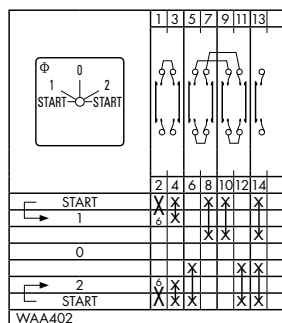 1 3 5 7 9 11 13
Φ 0
1 2
START START
2 4 6 8 10 12 14
START X X X X X
1 6 X
X X X
0
X X X
2 6 X
START X X X X X
WAA402